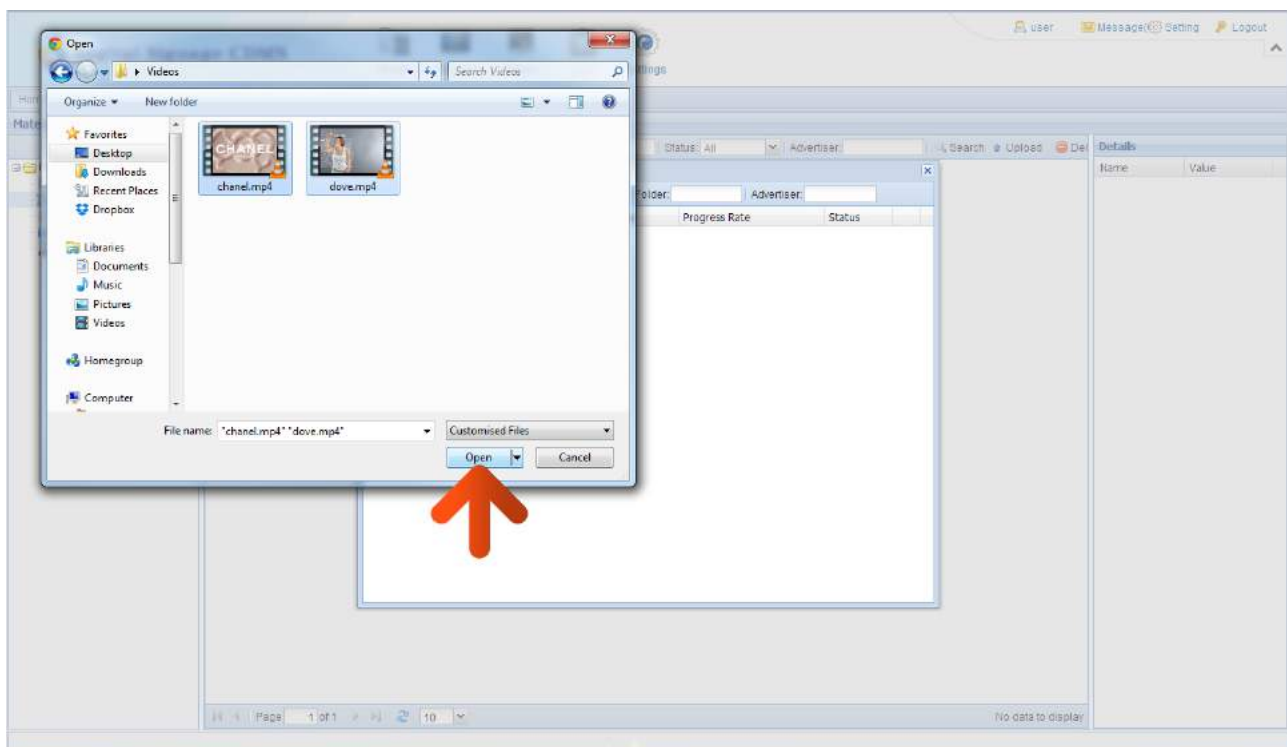 Open
user Message( Setting Logout
Videos Search Videos
Organize New folder
Favorites
Desktop
Downloads
Recent Places
Dropbox
Libraries
Documents
Music
Pictures
Videos
Homegroup
Computer
CHANEL
chanel.mp4 dove.mp4
File name: "chanel.mp4" "dove.mp4" Customised Files
Open Cancel
Status: All Advertiser: Search Upload Del
Folder: Advertiser:
Progress Rate Status
Details
Name Value
Page 1 of 1 10 No data to display